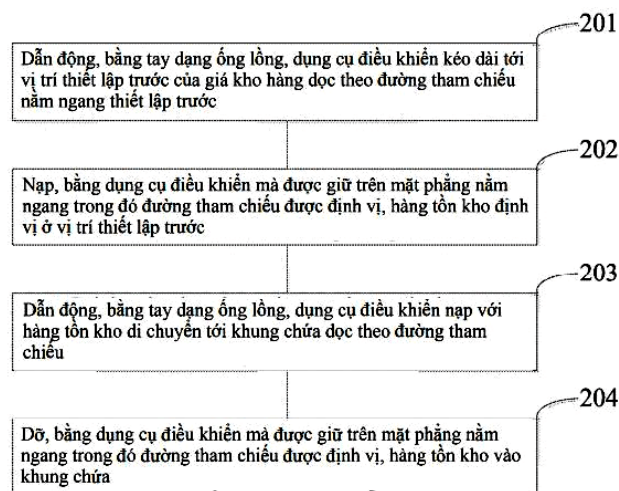 201
Dẫn động, bằng tay dạng ống lồng, dụng cụ điều khiển kéo dài tới
vị trí thiết lập trước của giá kho hàng dọc theo đường tham chiếu
nằm ngang thiết lập trước
202
Nạp, bằng dụng cụ điều khiển mà được giữ trên mặt phẳng nằm
ngang trong đó đường tham chiếu được định vị, hàng tồn kho định
vị ở vị trí thiết lập trước
203
Dẫn động, bằng tay dạng ống lồng, dụng cụ điều khiển nạp với
hàng tồn kho di chuyển tới khung chứa dọc theo đường tham
chiếu
204
Dỡ, bằng dụng cụ điều khiển mà được giữ trên mặt phẳng nằm
ngang trong đó đường tham chiếu được định vị, hàng tồn kho vào
khung chứa